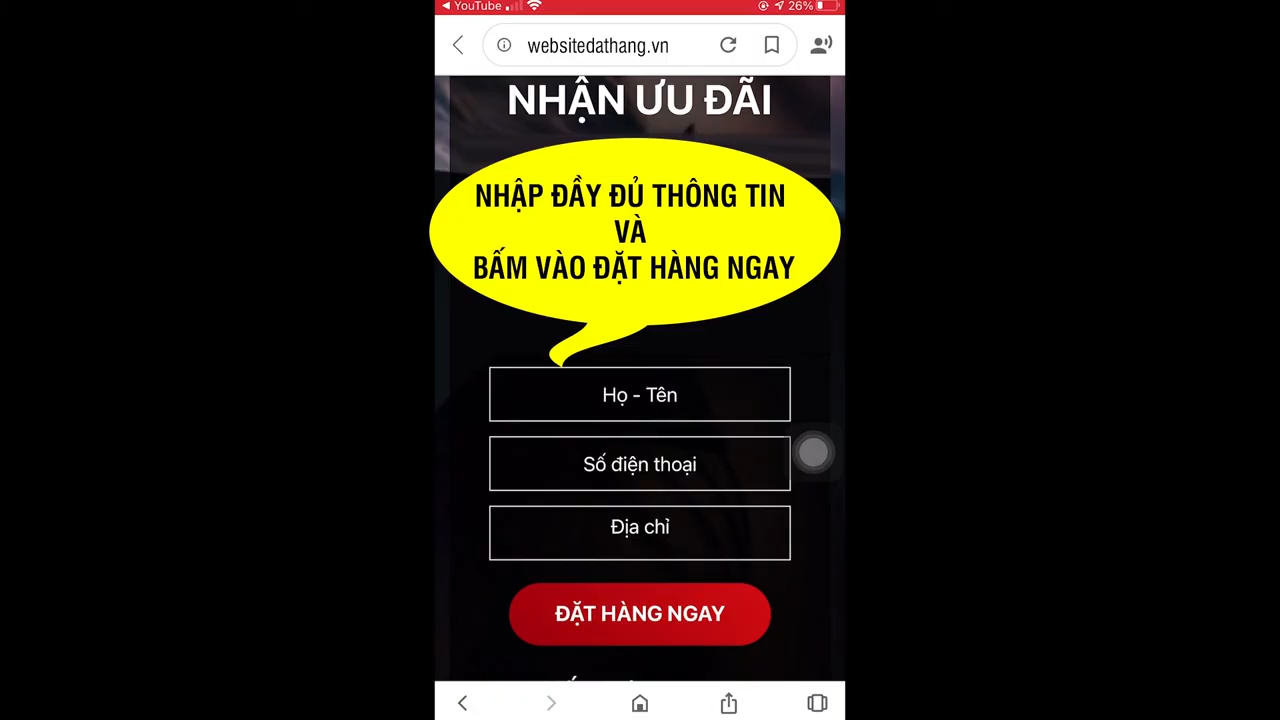 YouTube
26%
websitedathang.vn
NHẬN ƯU ĐÃI
NHẬP ĐẦY ĐỦ THÔNG TIN
VÀ
BẤM VÀO ĐẶT HÀNG NGAY
Họ - Tên
Số điện thoại
Địa chỉ
ĐẶT HÀNG NGAY